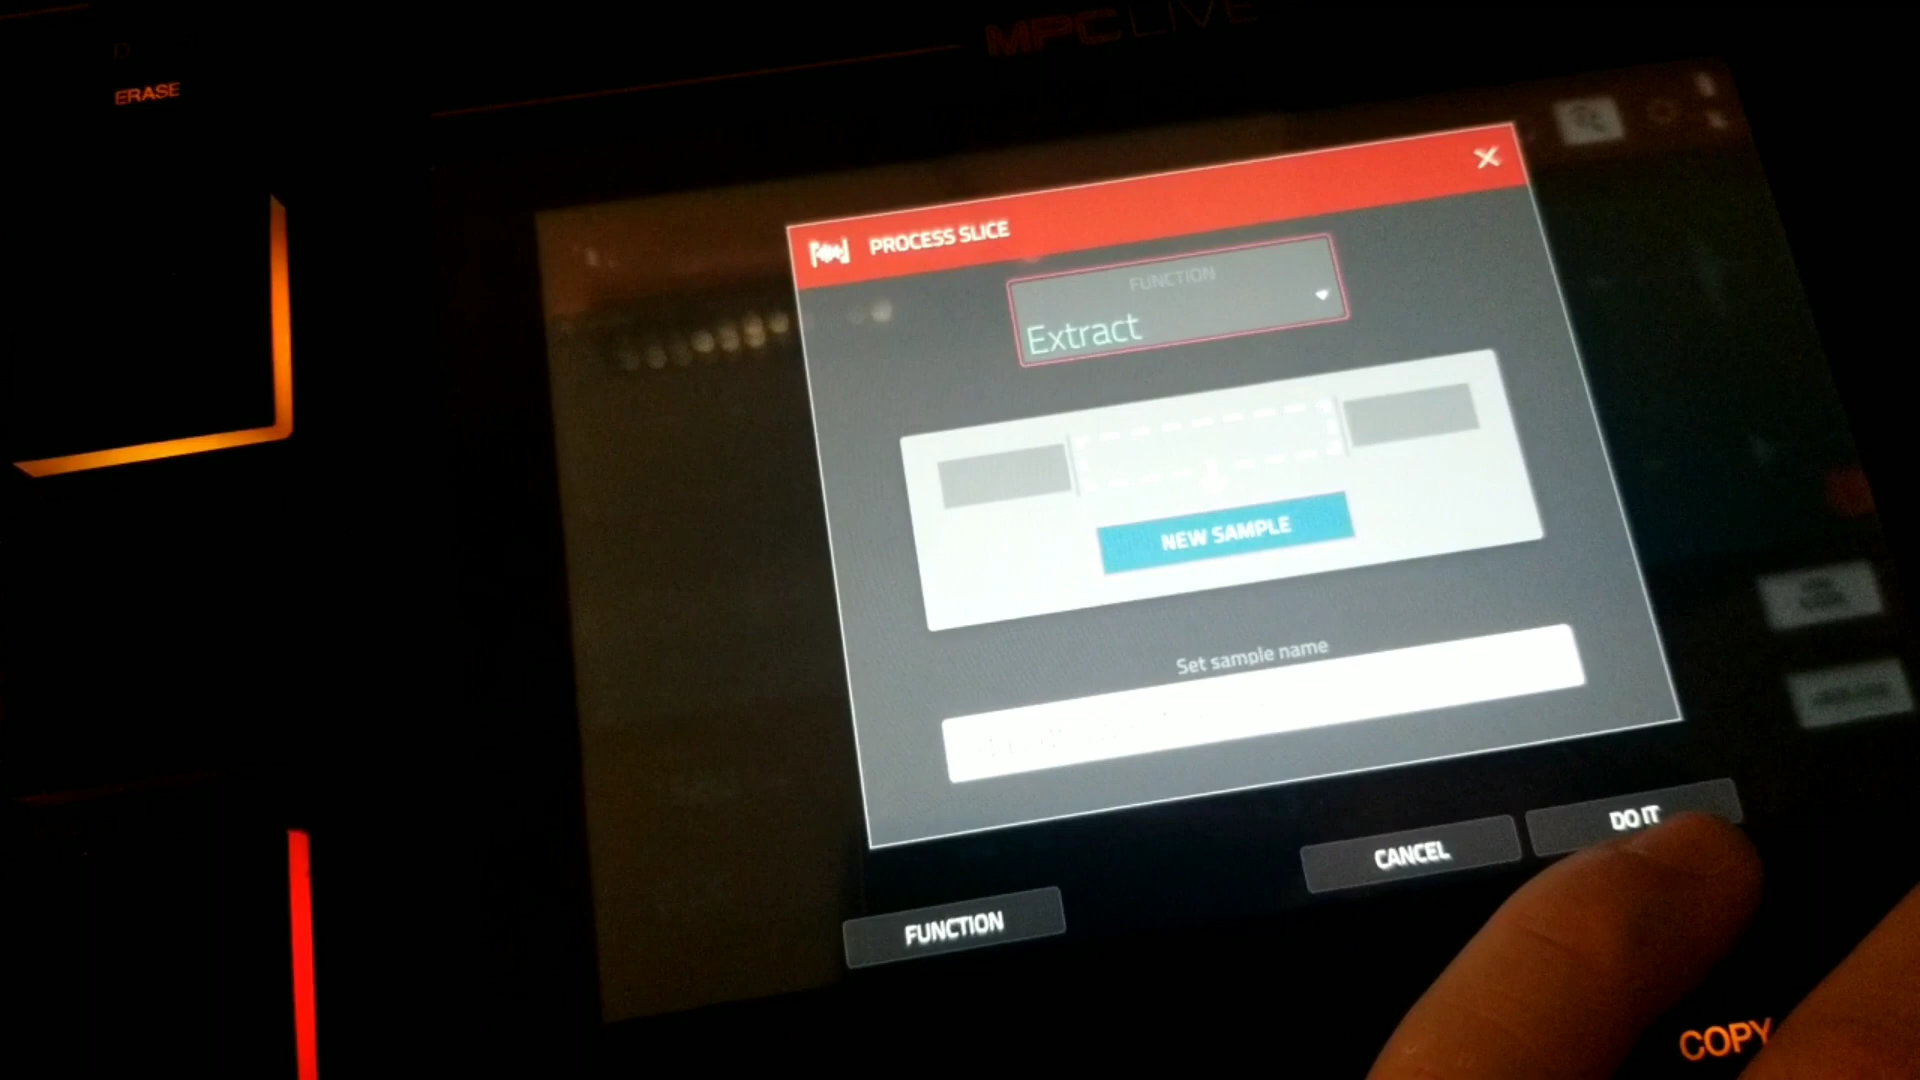 MPC LIVE
ERASE
PROCESS SLICE
FUNCTION
Extract
NEW SAMPLE
Set sample name
DO IT
CANCEL
FUNCTION
COPY